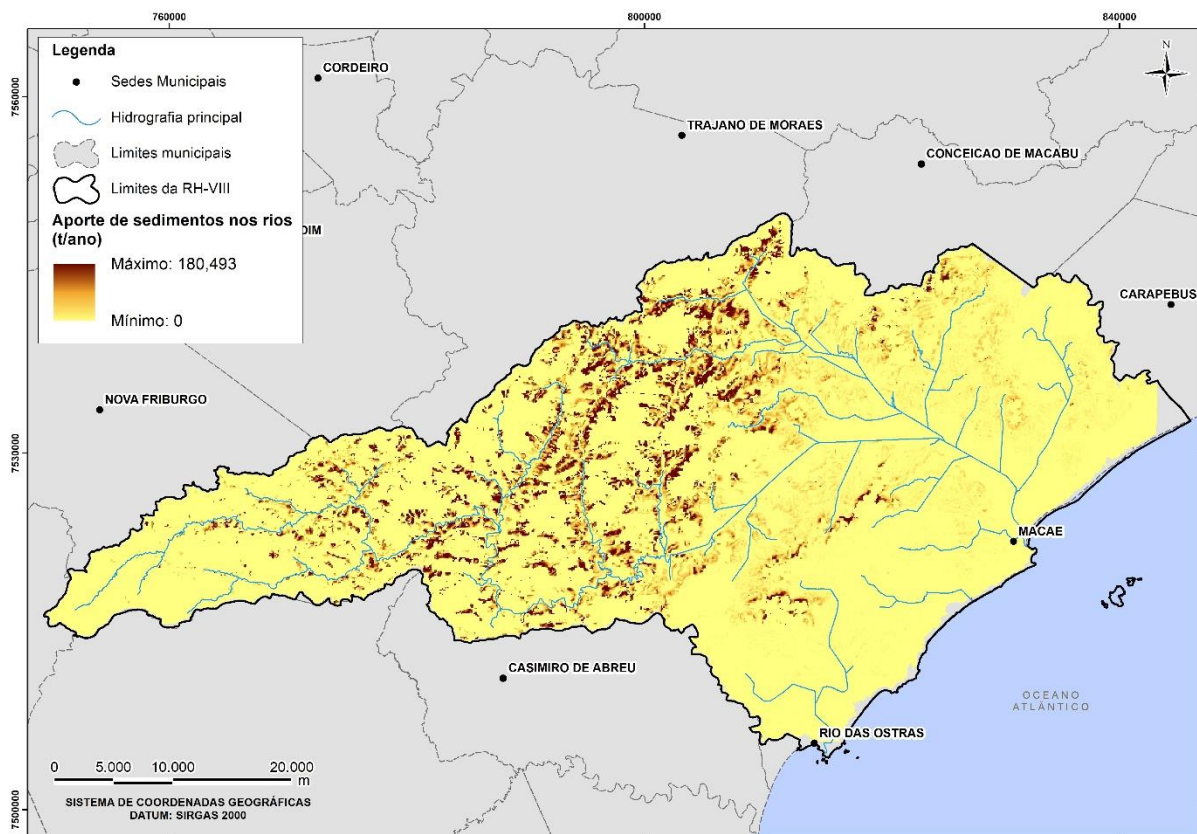 760000
800000
840000
7560000
7530000
7500000
Legenda
Sedes Municipais
Hidrografia principal
Limites municipais
Limites da RH-VIII
Aporte de sedimentos nos rios
(t/ano)
Máximo: 180,493
Mínimo: 0
N
CORDEIRO
TRAJANO DE MORAES
CONCEICAO DE MACABU
DIM
CARAPEBUS
NOVA FRIBURGO
MACAE
CASIMIRO DE ABREU
OCEANO
ATLÂNTICO
RIO DAS OSTRAS
0 5.000 10.000 20.000
m
SISTEMA DE COORDENADAS GEOGRÁFICAS
DATUM: SIRGAS 2000